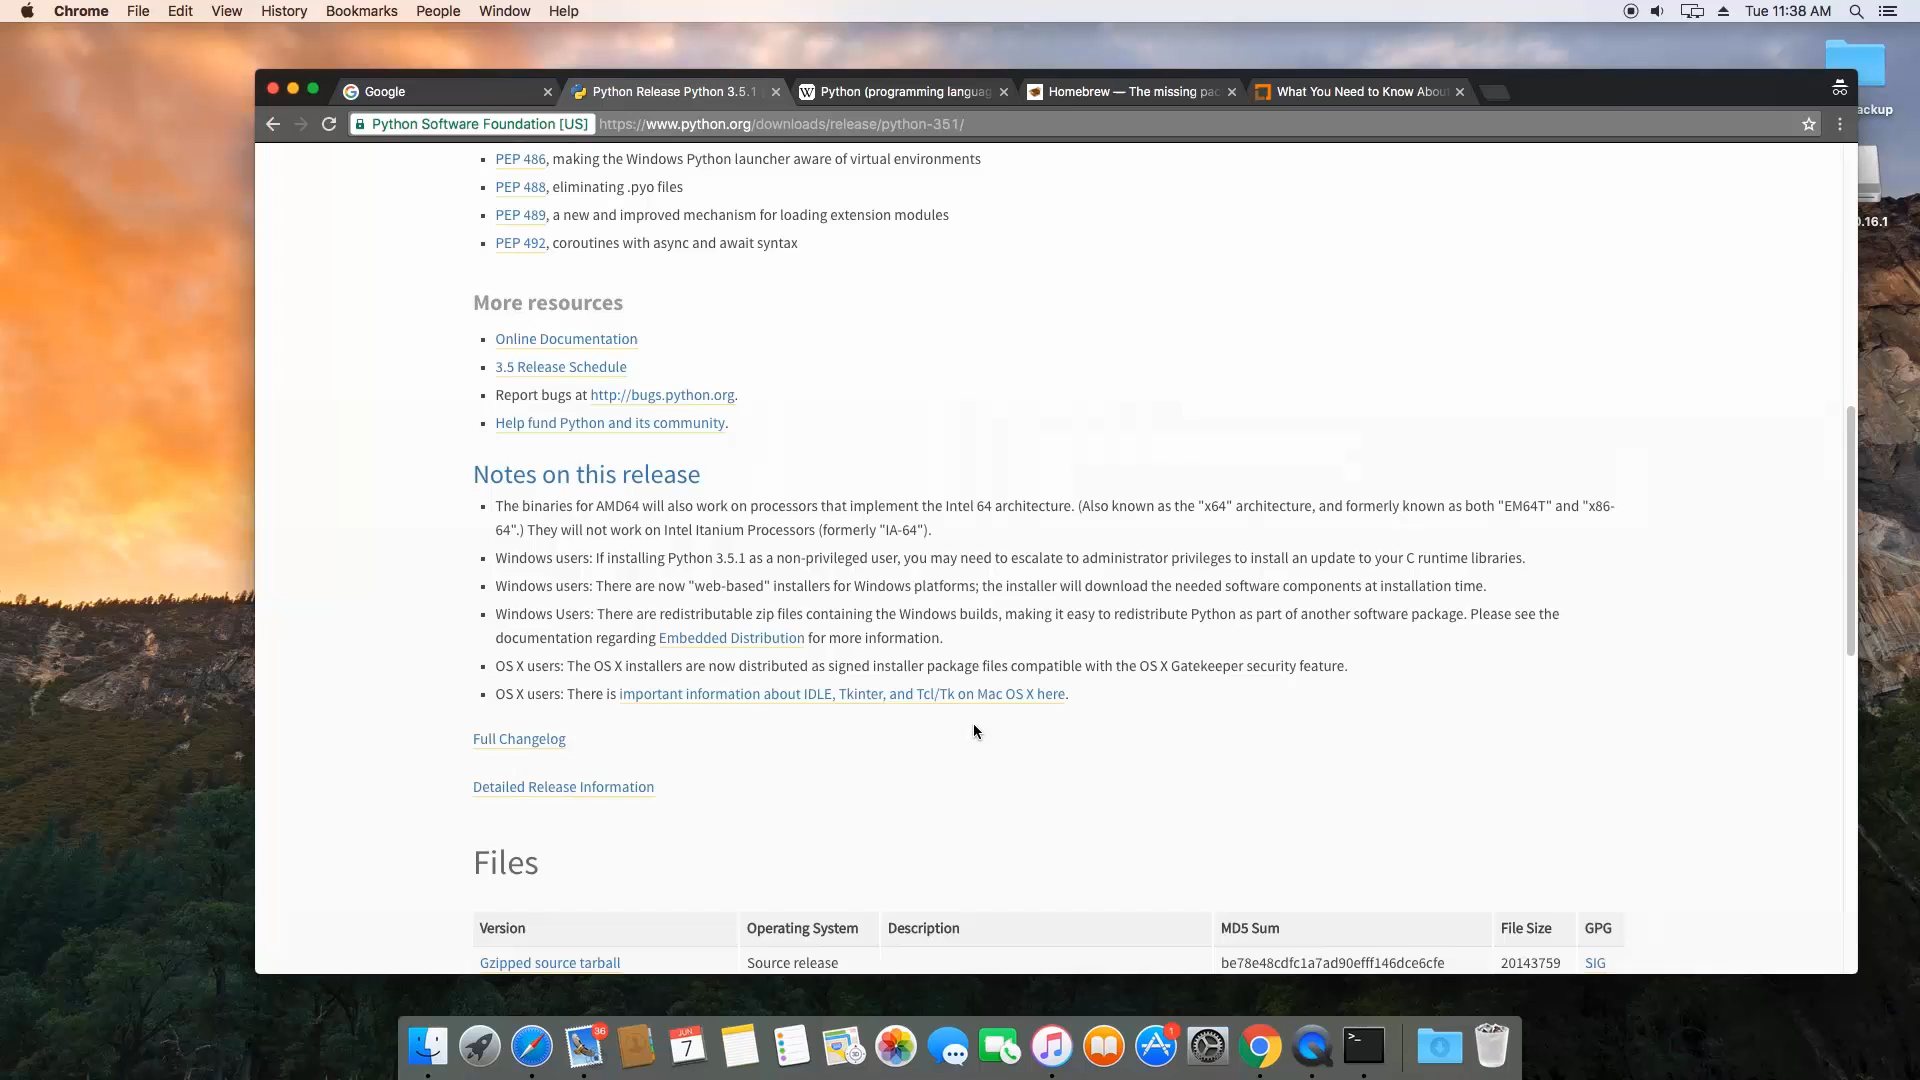 Chrome File Edit View History Bookmarks People Window Help Tue 11:38 AM
Google Python Release Python 3.5.1 Python (programming languag Homebrew — The missing pac What You Need to Know Abou
Python Software Foundation [US] https://www.python.org/downloads/release/python-351/
ackup
0.16.1
PEP 486, making the Windows Python launcher aware of virtual environments
PEP 488, eliminating .pyo files
PEP 489, a new and improved mechanism for loading extension modules
PEP 492, coroutines with async and await syntax
More resources
Online Documentation
3.5 Release Schedule
Report bugs at http://bugs.python.org.
Help fund Python and its community.
Notes on this release
The binaries for AMD64 will also work on processors that implement the Intel 64 architecture. (Also known as the "x64" architecture, and formerly known as both "EM64T" and "x86-
64".) They will not work on Intel Itanium Processors (formerly "IA-64").
Windows users: If installing Python 3.5.1 as a non-privileged user, you may need to escalate to administrator privileges to install an update to your C runtime libraries.
Windows users: There are now "web-based" installers for Windows platforms; the installer will download the needed software components at installation time.
Windows Users: There are redistributable zip files containing the Windows builds, making it easy to redistribute Python as part of another software package. Please see the
documentation regarding Embedded Distribution for more information.
OS X users: The OS X installers are now distributed as signed installer package files compatible with the OS X Gatekeeper security feature.
OS X users: There is important information about IDLE, Tkinter, and Tcl/Tk on Mac OS X here.
Full Changelog
Detailed Release Information
Files
Version Operating System Description MD5 Sum File Size GPG
Gzipped source tarball Source release be78e48cdfc1a7ad90efff146dce6cfe 20143759 SIG
36
JUN
7
1